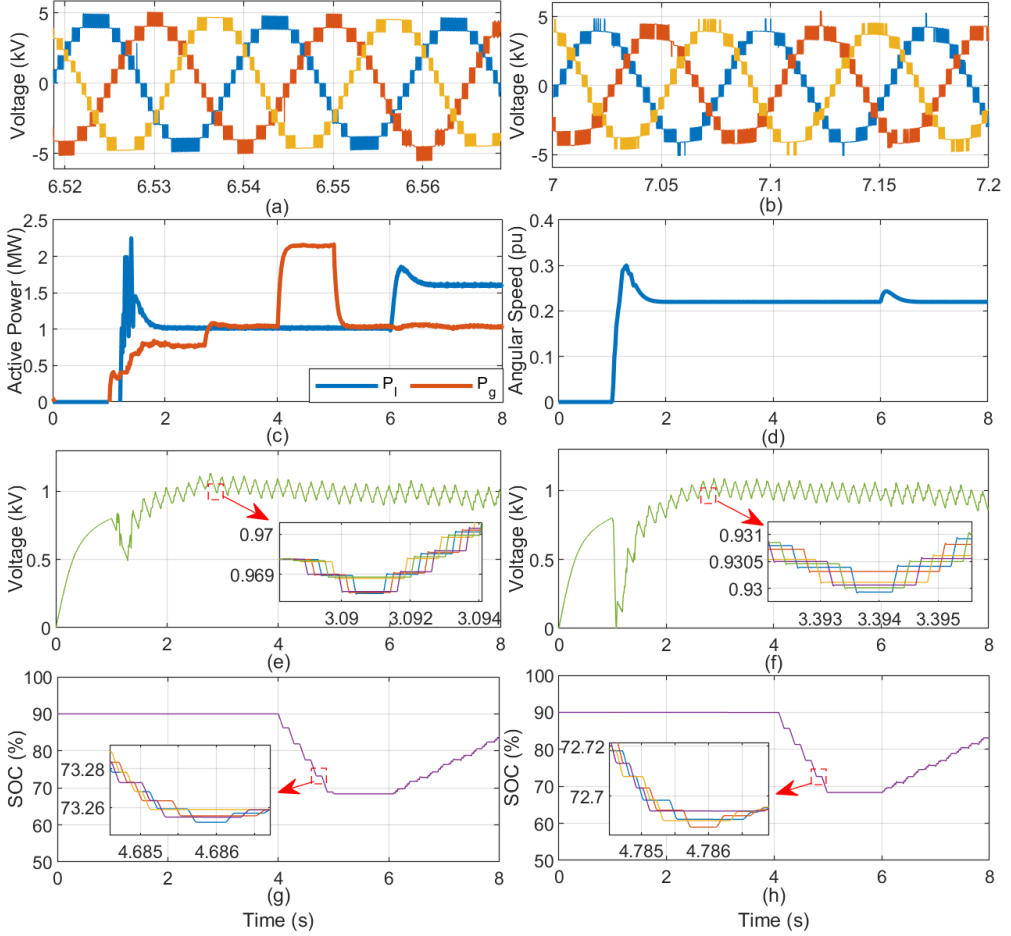 Voltage (kV)
5
0
-5
6.52 6.53 6.54 6.55 6.56
(a)
Voltage (kV)
5
0
-5
7 7.05 7.1 7.15 7.2
(b)
Active Power (MW)
2.5
2
1.5
1
0.5
0
P_l P_g
0 2 4 6 8
(c)
Angular Speed (pu)
0.4
0.3
0.2
0.1
0
0 2 4 6 8
(d)
Voltage (kV)
1
0.5
0
0.97
0.969
3.09 3.092 3.094
0 2 4 6 8
(e)
Voltage (kV)
1
0.5
0
0.931
0.9305
0.93
3.393 3.394 3.395
0 2 4 6 8
(f)
SOC (%)
100
90
80
70
60
50
73.28
73.26
4.685 4.686
0 2 4 6 8
(g)
Time (s)
SOC (%)
100
90
80
70
60
50
72.72
72.7
4.785 4.786
0 2 4 6 8
(h)
Time (s)